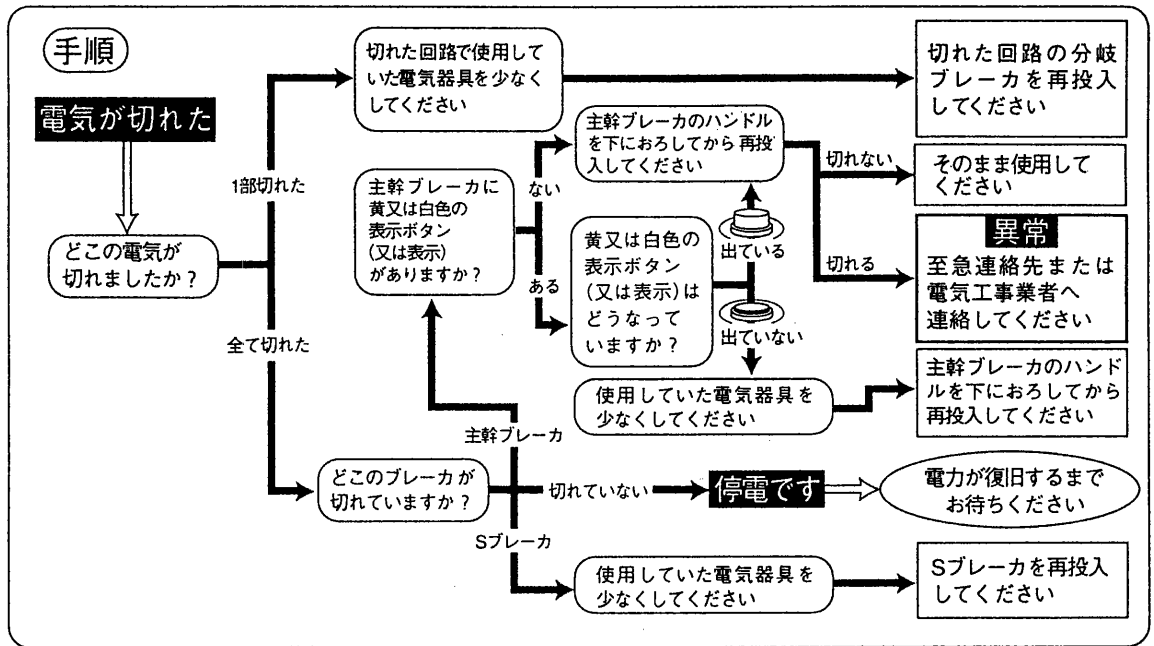 手順
電気が切れた
どこの電気が
切れましたか？
1部切れた
切れた回路で使用して
いた電気器具を少なく
してください
切れた回路の分岐
ブレーカを再投入
してください
全て切れた
どこのブレーカが
切れていますか？
主幹ブレーカ
主幹ブレーカに
黄又は白色の
表示ボタン
(又は表示)
がありますか？
ない
主幹ブレーカのハンドル
を下におろしてから再投
入してください
切れない
そのまま使用して
ください
切れる
異常
至急連絡先または
電気工事業者へ
連絡してください
ある
黄又は白色の
表示ボタン
(又は表示)は
どうなって
いますか？
出ている
出ていない
使用していた電気器具を
少なくしてください
主幹ブレーカのハンド
ルを下におろしてから
再投入してください
切れていない
停電です
電力が復旧するまで
お待ちください
Sブレーカ
使用していた電気器具を
少なくしてください
Sブレーカを再投入
してください